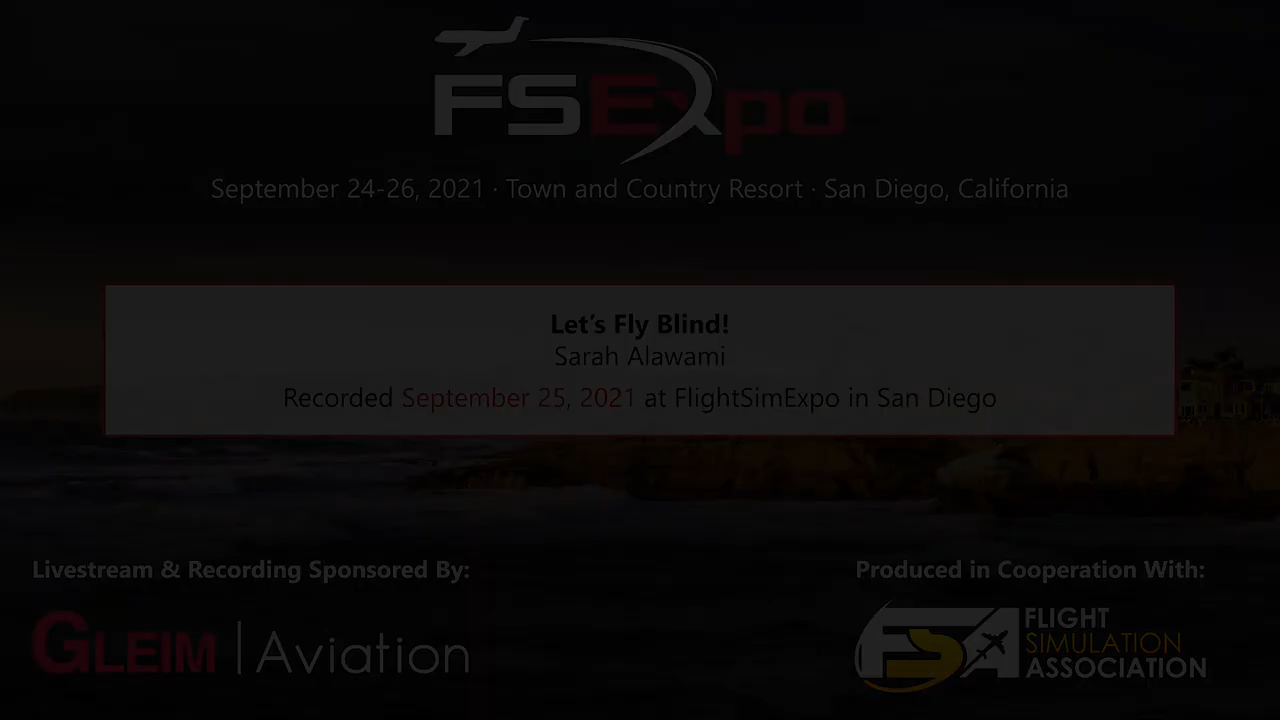 FSExpo
September 24-26, 2021 · Town and Country Resort · San Diego, California
Let's Fly Blind!
Sarah Alawami
Recorded September 25, 2021 at FlightSimExpo in San Diego
Livestream & Recording Sponsored By:
GLEIM | Aviation
Produced in Cooperation With:
FSA
FLIGHT
SIMULATION
ASSOCIATION